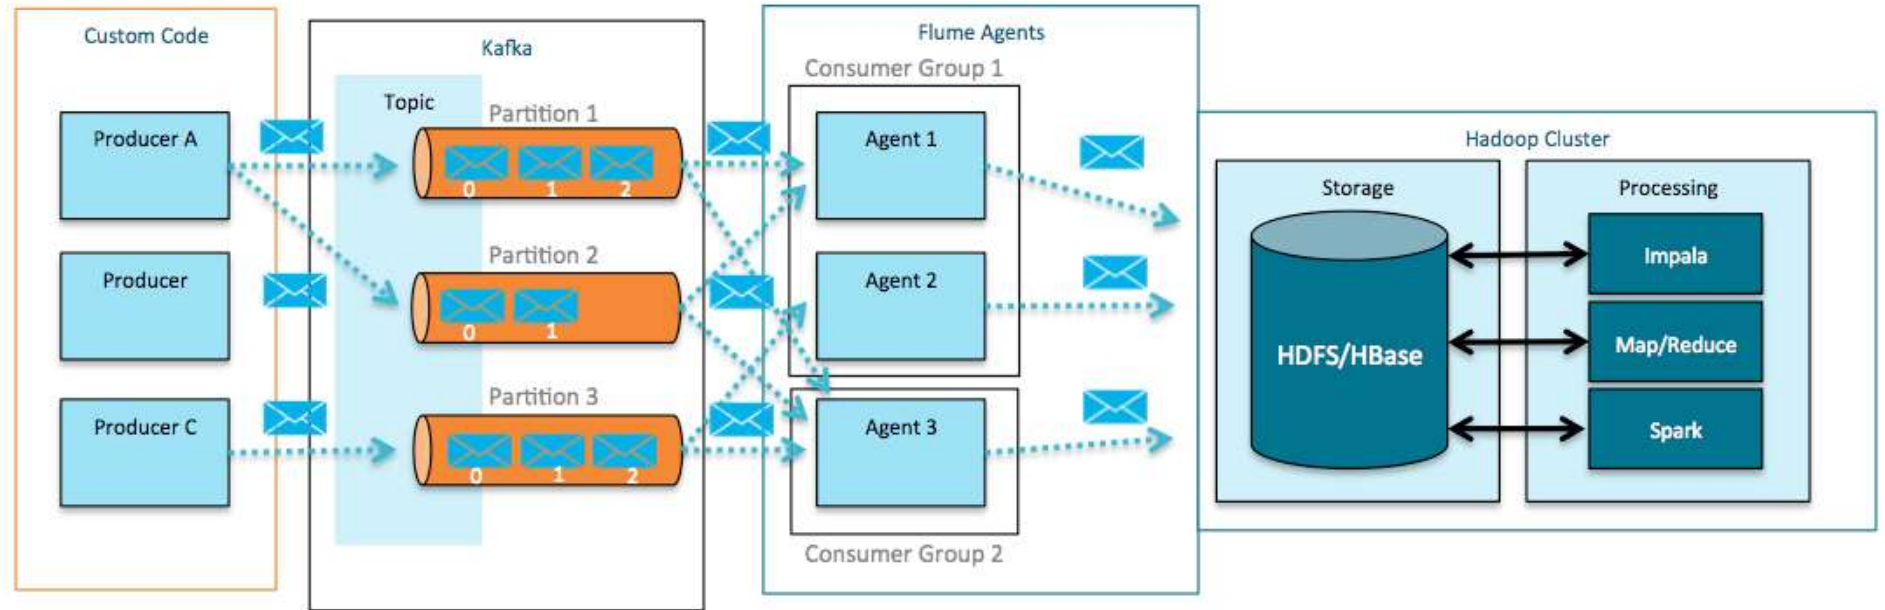 Custom Code
Producer A
Producer
Producer C
Kafka
Topic
Partition 1
0 1 2
Partition 2
0 1
Partition 3
0 1 2
Flume Agents
Consumer Group 1
Agent 1
Agent 2
Agent 3
Consumer Group 2
Hadoop Cluster
Storage
HDFS/HBase
Processing
Impala
Map/Reduce
Spark